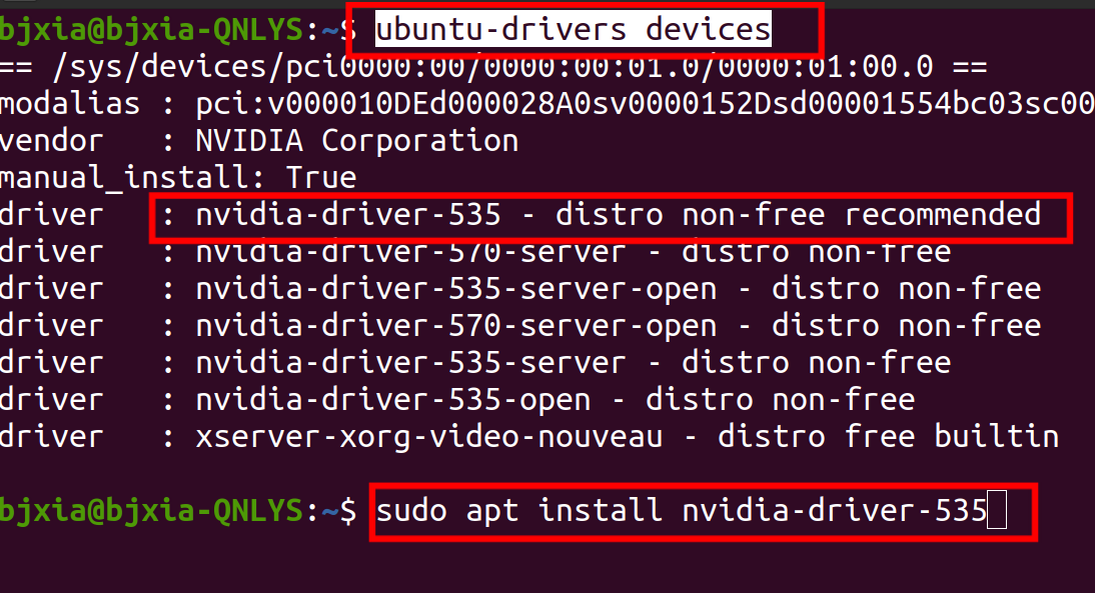 bjxia@bjxia-QNLYS:~$ ubuntu-drivers devices
== /sys/devices/pci0000:00/0000:00:01.0/0000:01:00.0 ==
modalias : pci:v000010DEd000028A0sv0000152Dsd00001554bc03sc00
vendor   : NVIDIA Corporation
manual_install: True
driver   : nvidia-driver-535 - distro non-free recommended
driver   : nvidia-driver-570-server - distro non-free
driver   : nvidia-driver-535-server-open - distro non-free
driver   : nvidia-driver-570-server-open - distro non-free
driver   : nvidia-driver-535-server - distro non-free
driver   : nvidia-driver-535-open - distro non-free
driver   : xserver-xorg-video-nouveau - distro free builtin
bjxia@bjxia-QNLYS:~$ sudo apt install nvidia-driver-535